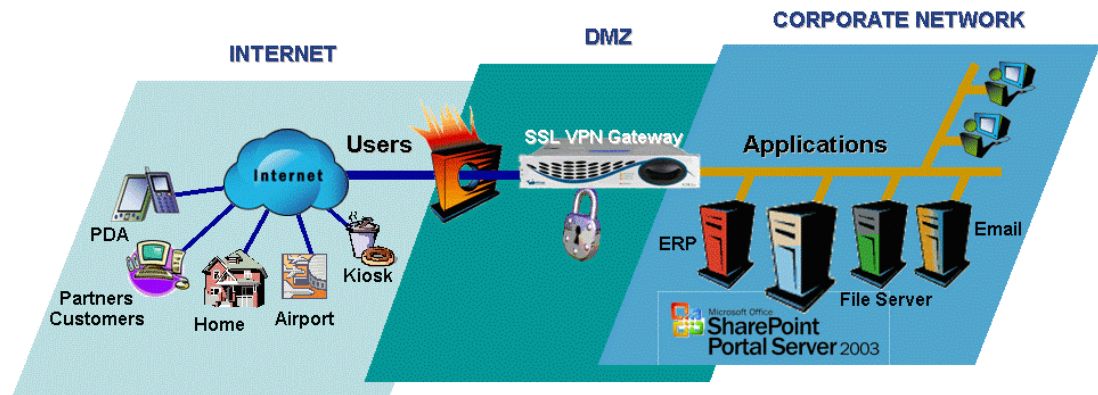 INTERNET
DMZ
CORPORATE NETWORK
Users
SSL VPN Gateway
Applications
Internet
PDA
Partners
Customers
Home
Airport
Kiosk
ERP
File Server
Email
Microsoft Office
SharePoint
Portal Server 2003